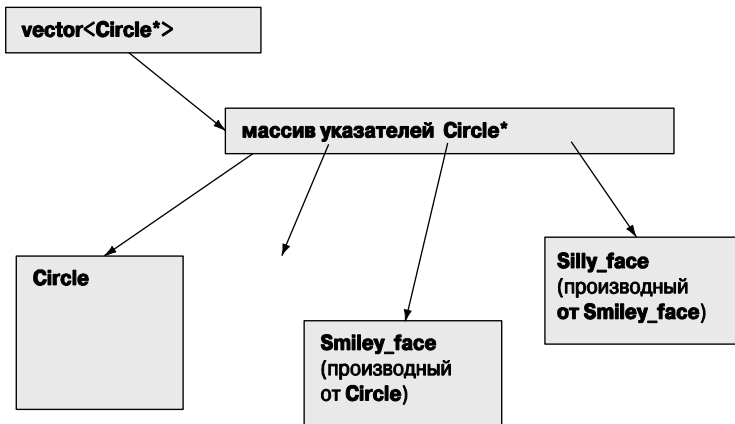 vector<Circle*>
массив указателей Circle*
Circle
Silly_face
(производный
от Smiley_face)
Smiley_face
(производный
от Circle)